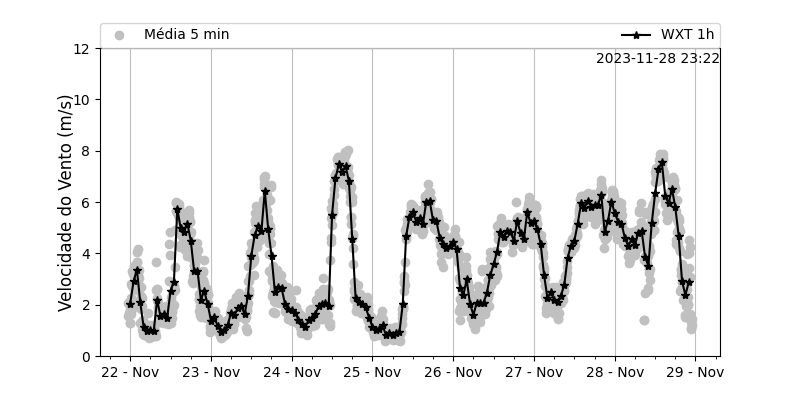 Média 5 min
WXT 1h
2023-11-28 23:22
Velocidade do Vento (m/s)
12
10
8
6
4
2
0
22 - Nov
23 - Nov
24 - Nov
25 - Nov
26 - Nov
27 - Nov
28 - Nov
29 - Nov